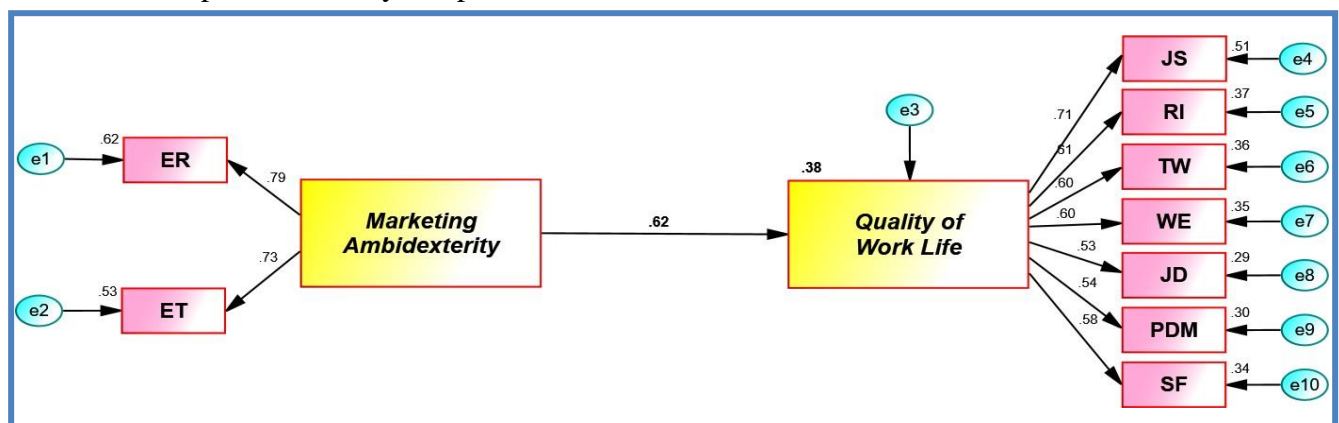 e1
.62
ER
.79
e2
.53
ET
.73
Marketing
Ambidexterity
.62
e3
.38
Quality of
Work Life
.71
JS
.51
e4
.61
RI
.37
e5
.60
TW
.36
e6
.60
WE
.35
e7
.53
JD
.29
e8
.54
PDM
.30
e9
.58
SF
.34
e10